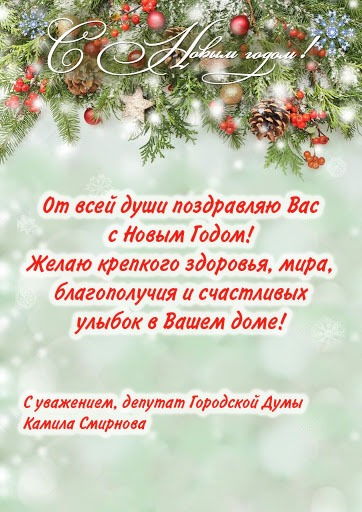 С Новым годом!
От всей души поздравляю Вас
с Новым Годом!
Желаю крепкого здоровья, мира,
благополучия и счастливых
улыбок в Вашем доме!
С уважением, депутат Городской Думы
Камила Смирнова